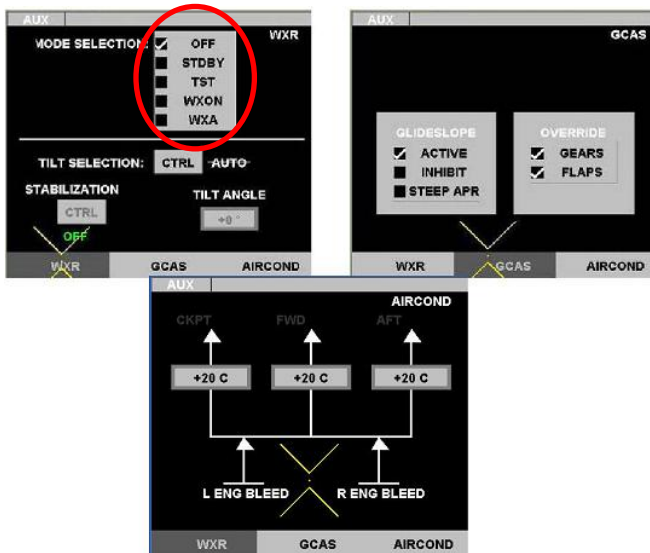 AUX
WXR
MODE SELECTION: OFF
STDBY
TST
WXON
WXA
TILT SELECTION: CTRL AUTO
STABILIZATION
TILT ANGLE
CTRL
+0 °
OFF
WXR GCAS AIRCOND
AUX
GCAS
GLIDESLOPE OVERRIDE
ACTIVE GEARS
INHIBIT FLAPS
STEEP APR
WXR GCAS AIRCOND
AUX
AIRCOND
CKPT FWD AFT
+20 C +20 C +20 C
L ENG BLEED R ENG BLEED
WXR GCAS AIRCOND